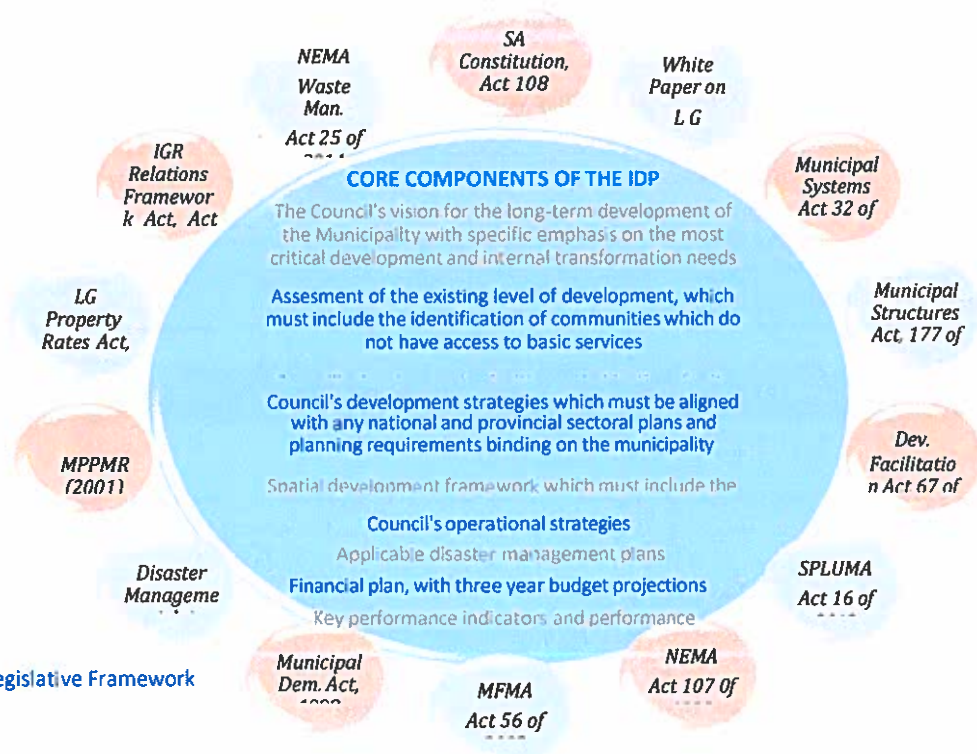 SA
Constitution,
Act 108
White
Paper on
L G
Municipal
Systems
Act 32 of
Municipal
Structures
Act, 177 of
Dev.
Facilitatio
n Act 67 of
SPLUMA
Act 16 of
NEMA
Act 107 Of
MFMA
Act 56 of
Municipal
Dem. Act,
Disaster
Manageme
MPPMR
(2001)
LG
Property
Rates Act,
IGR
Relations
Framewor
k Act, Act
NEMA
Waste
Man.
Act 25 of
CORE COMPONENTS OF THE IDP
The Council's vision for the long-term development of
the Municipality with specific emphasis on the most
critical development and internal transformation needs
Assesment of the existing level of development, which
must include the identification of communities which do
not have access to basic services
Council's development strategies which must be aligned
with any national and provincial sectoral plans and
planning requirements binding on the municipality
Spatial development framework which must include the
Council's operational strategies
Applicable disaster management plans
Financial plan, with three year budget projections
Key performance indicators and performance
egislative Framework